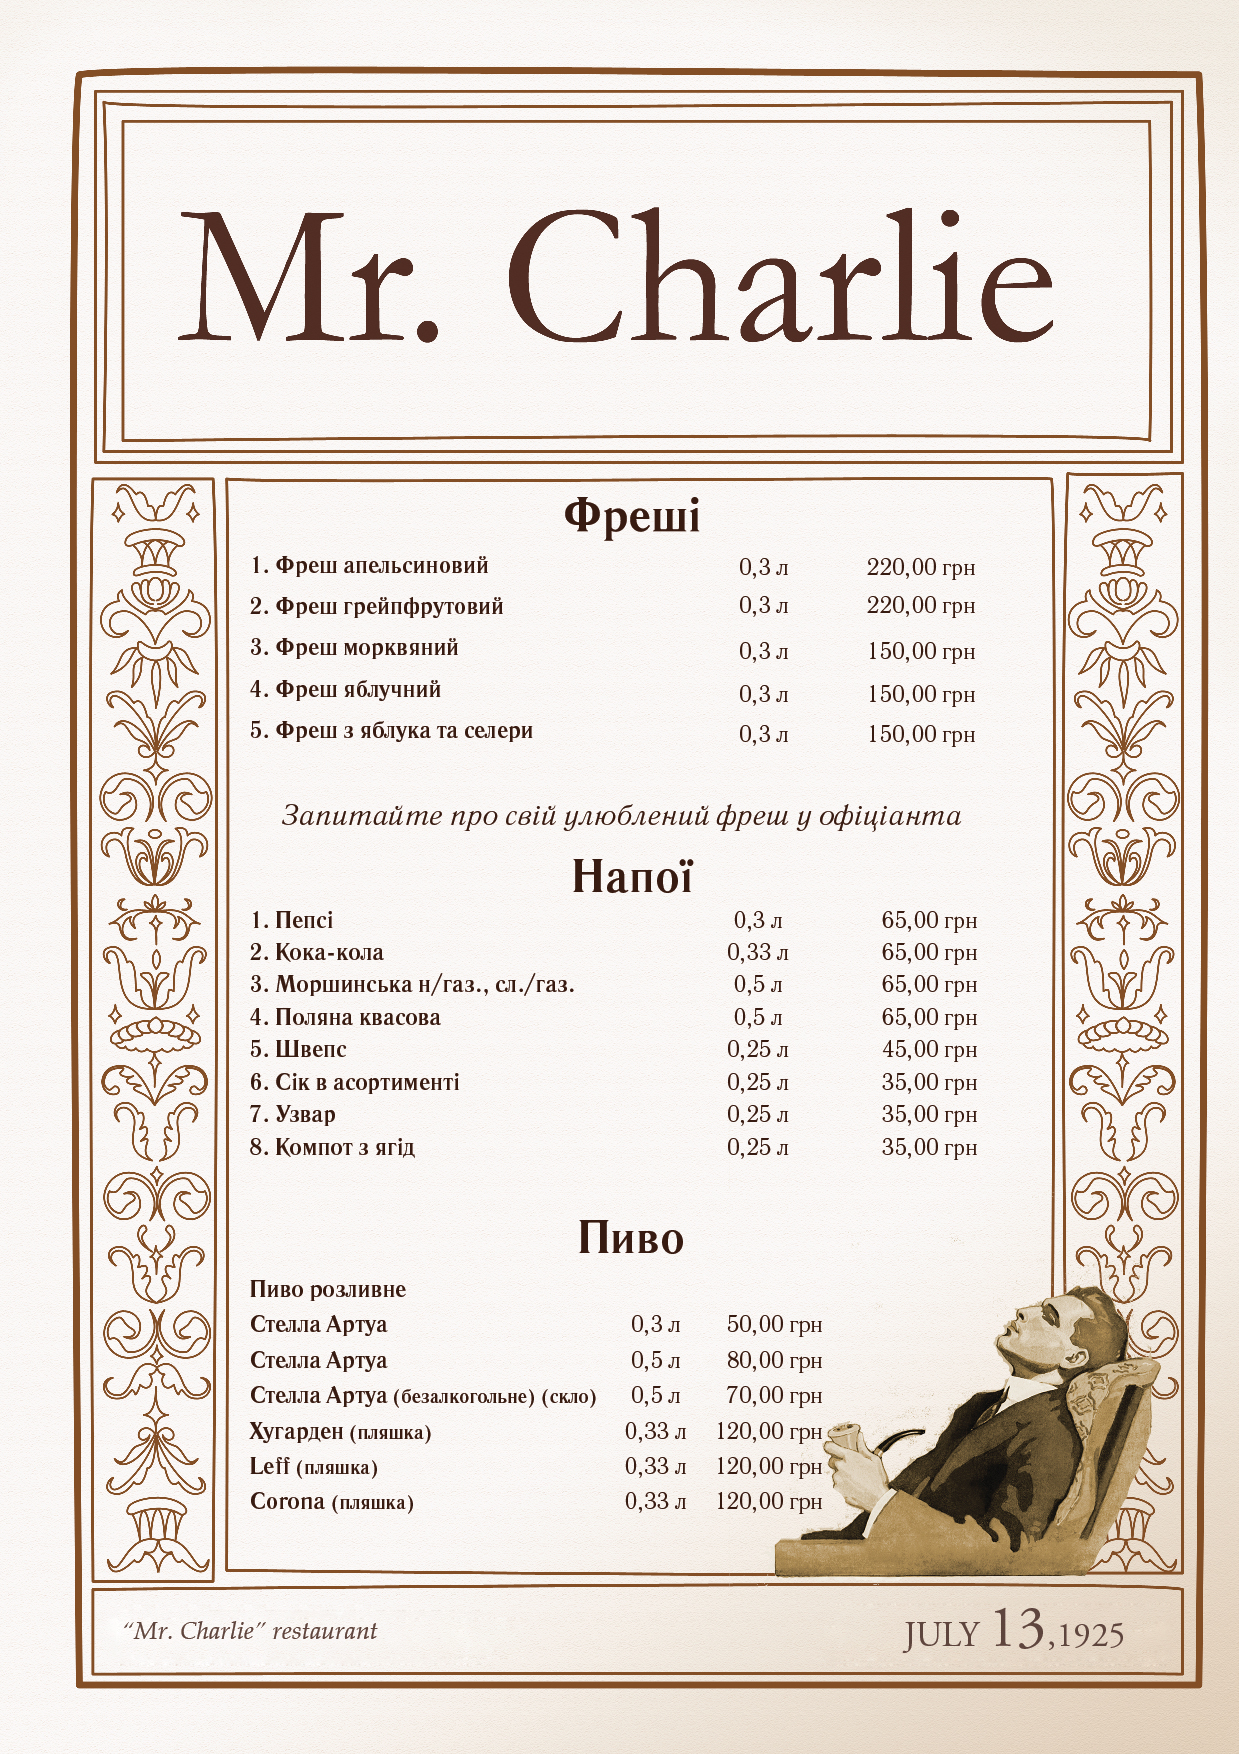 Mr. Charlie
Фреші
1. Фреш апельсиновий 0,3 л 220,00 грн
2. Фреш грейпфрутовий 0,3 л 220,00 грн
3. Фреш морквяний 0,3 л 150,00 грн
4. Фреш яблучний 0,3 л 150,00 грн
5. Фреш з яблука та селери 0,3 л 150,00 грн
Запитайте про свій улюблений фреш у офіціанта
Напої
1. Пепсі 0,3 л 65,00 грн
2. Кока-кола 0,33 л 65,00 грн
3. Моршинська н/газ., сл./газ. 0,5 л 65,00 грн
4. Поляна квасова 0,5 л 65,00 грн
5. Швепс 0,25 л 45,00 грн
6. Сік в асортименті 0,25 л 35,00 грн
7. Узвар 0,25 л 35,00 грн
8. Компот з ягід 0,25 л 35,00 грн
Пиво
Пиво розливне
Стелла Артуа 0,3 л 50,00 грн
Стелла Артуа 0,5 л 80,00 грн
Стелла Артуа (безалкогольне) (скло) 0,5 л 70,00 грн
Хугарден (пляшка) 0,33 л 120,00 грн
Leff (пляшка) 0,33 л 120,00 грн
Corona (пляшка) 0,33 л 120,00 грн
“Mr. Charlie” restaurant JULY 13,1925